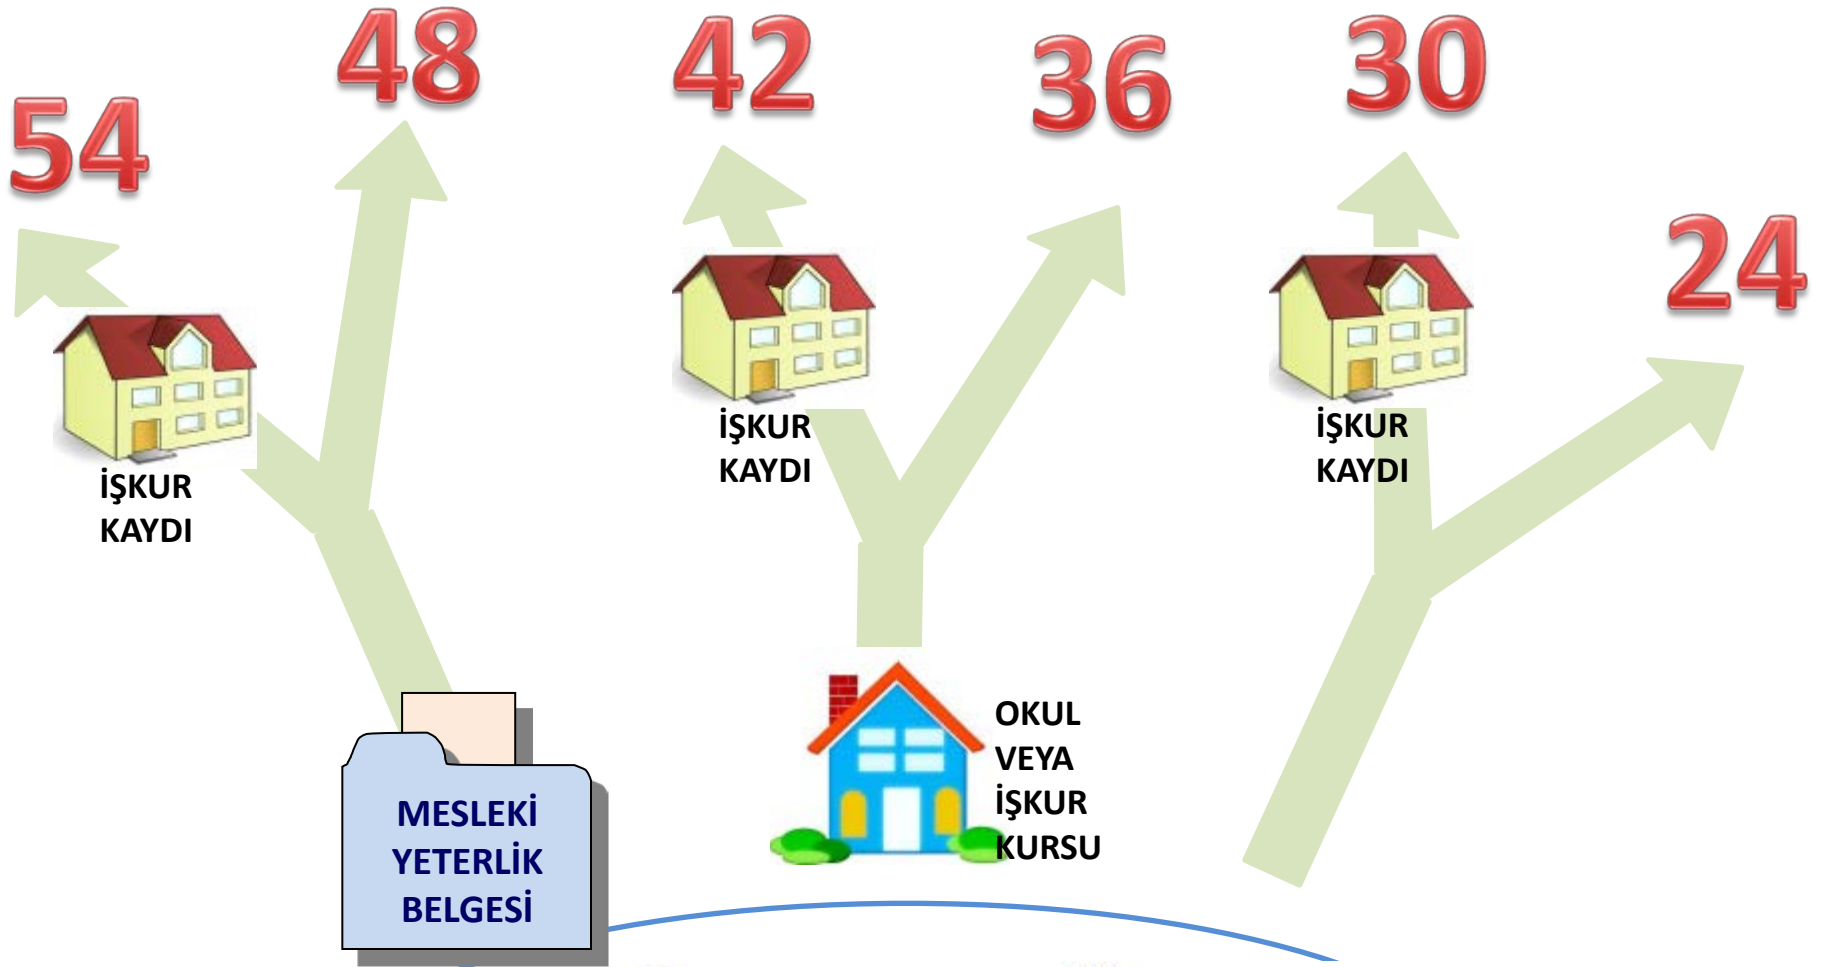 54
48
42
36
30
24
İŞKUR
KAYDI
İŞKUR
KAYDI
İŞKUR
KAYDI
MESLEKİ
YETERLİK
BELGESİ
OKUL
VEYA
İŞKUR
KURSU